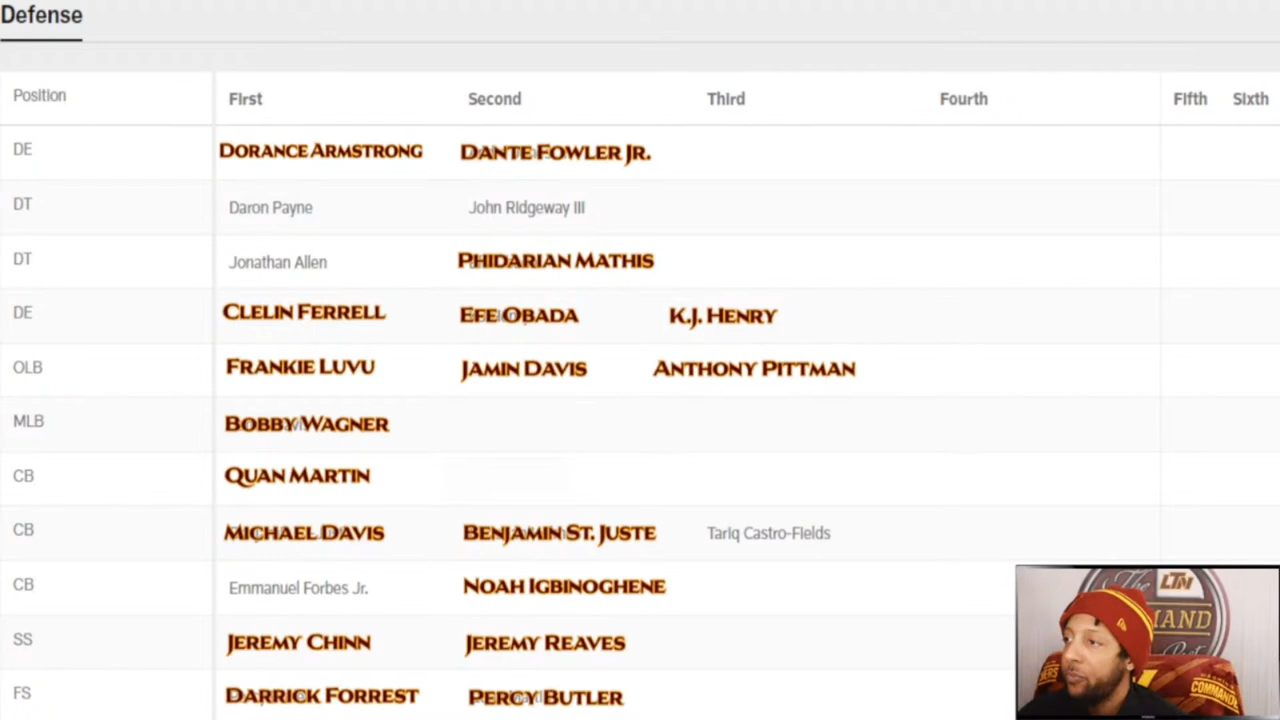 Defense
Position First Second Third Fourth Fifth Sixth
DE DORANCE ARMSTRONG DANTE FOWLER JR.
DT Daron Payne John Ridgeway III
DT Jonathan Allen PHIDARIAN MATHIS
DE CLELIN FERRELL EFE OBADA K.J. HENRY
OLB FRANKIE LUVU JAMIN DAVIS ANTHONY PITTMAN
MLB BOBBY WAGNER
CB QUAN MARTIN
CB MICHAEL DAVIS BENJAMIN ST. JUSTE Tariq Castro-Fields
CB Emmanuel Forbes Jr. NOAH IGBINOGHENE
SS JEREMY CHINN JEREMY REAVES
FS DARRICK FORREST PERCY BUTLER
The
LTN
MAND